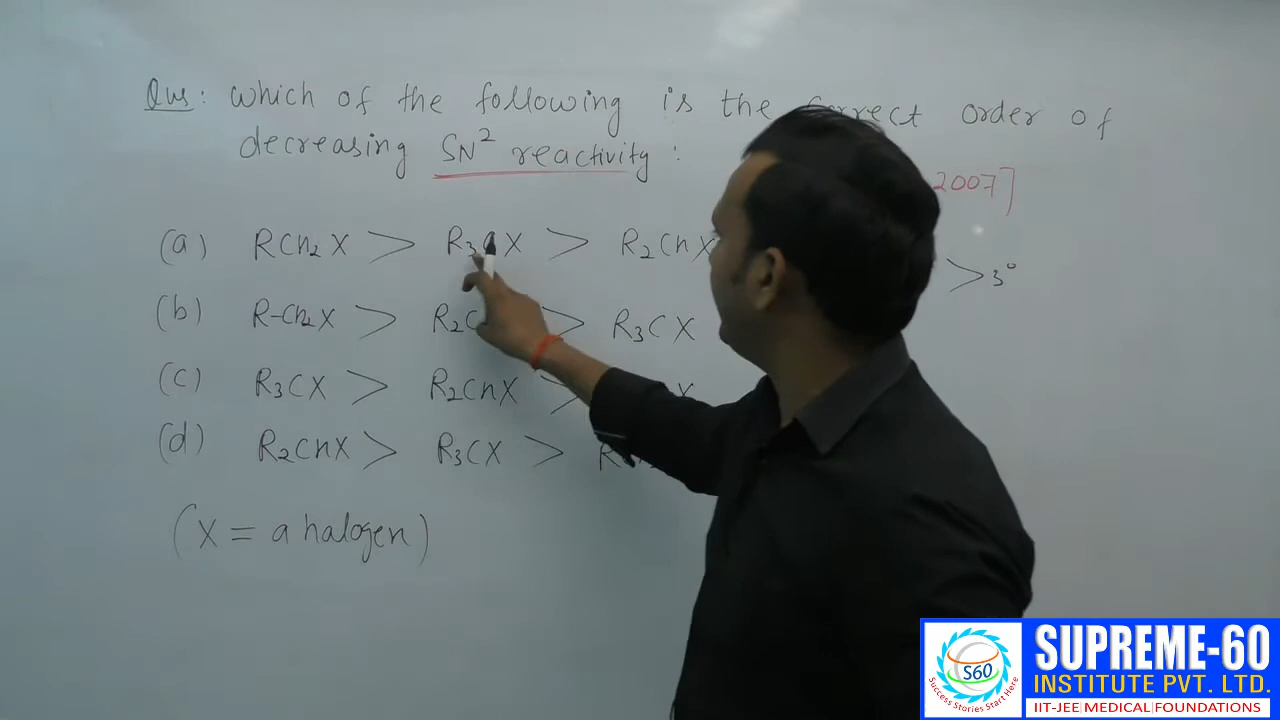 Qus: which of the following is the correct order of
decreasing SN² reactivity:
2007]
(a) RCH₂X > R₃CX > R₂CHX
>3°
(b) R-CH₂X > R₂C > R₃CX
(c) R₃CX > R₂CHX > X
(d) R₂CHX > R₃CX > R
(X = a halogen)
S60
Success Stories Start Here
SUPREME-60
INSTITUTE PVT. LTD.
IIT-JEE MEDICAL FOUNDATIONS